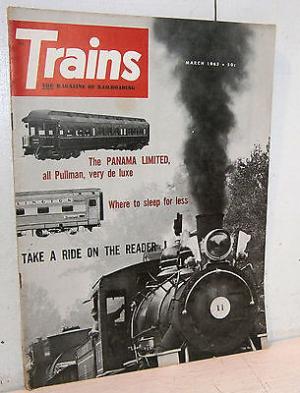 Trains
THE MAGAZINE OF RAILROADING
MARCH 1962 • 50c
The PANAMA LIMITED,
all Pullman, very de luxe
Where to sleep for less
TAKE A RIDE ON THE READER !
11